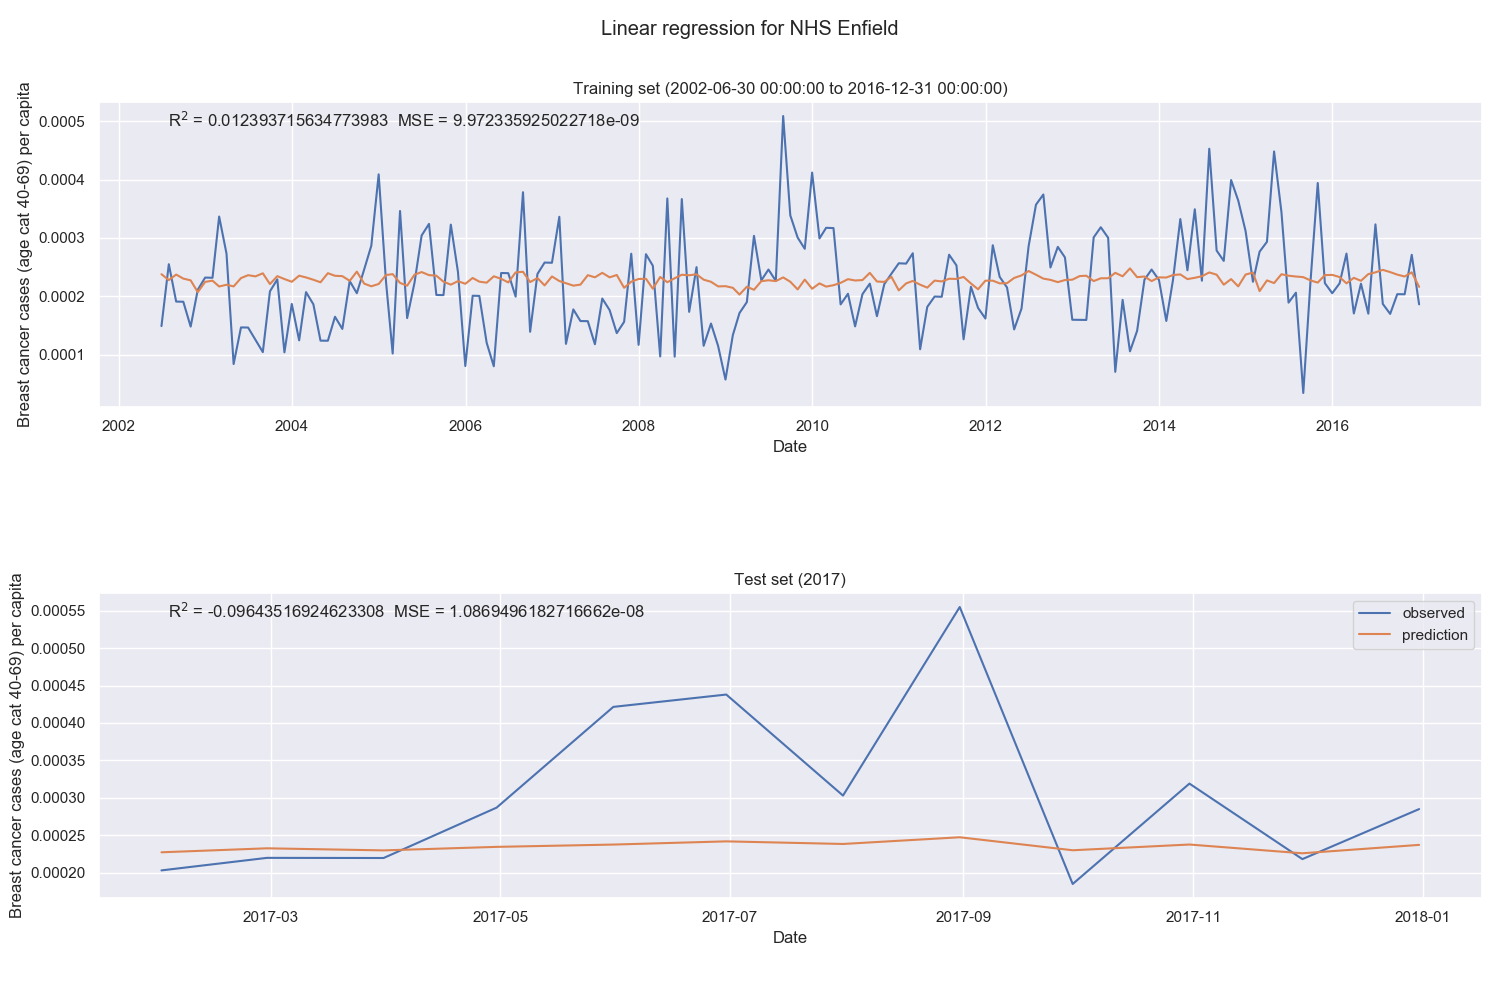 Linear regression for NHS Enfield
Training set (2002-06-30 00:00:00 to 2016-12-31 00:00:00)
R² = 0.012393715634773983 MSE = 9.972335925022718e-09
Breast cancer cases (age cat 40-69) per capita
0.0005
0.0004
0.0003
0.0002
0.0001
2002 2004 2006 2008 2010 2012 2014 2016
Date
Test set (2017)
R² = -0.09643516924623308 MSE = 1.0869496182716662e-08
observed
prediction
Breast cancer cases (age cat 40-69) per capita
0.00055
0.00050
0.00045
0.00040
0.00035
0.00030
0.00025
0.00020
2017-03 2017-05 2017-07 2017-09 2017-11 2018-01
Date